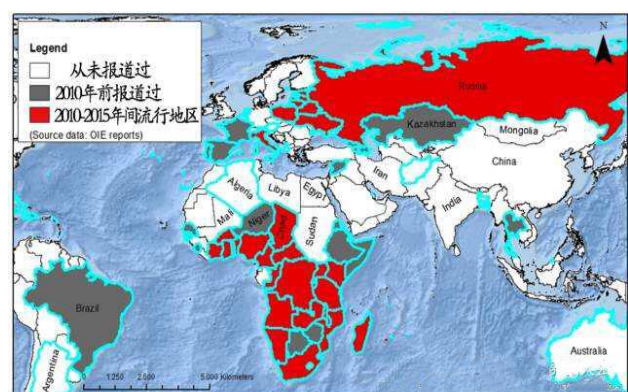 Legend
从未报道过
2010年前报道过
2010-2015年间流行地区
(Source data: OIE reports)
N
Russia
Kazakhstan
Mongolia
China
Iran
Algeria
Libya
Egypt
India
Mali
Niger
Chad
Sudan
Brazil
Argentina
Australia
0 1.250 2.500 5.000 Kilometers